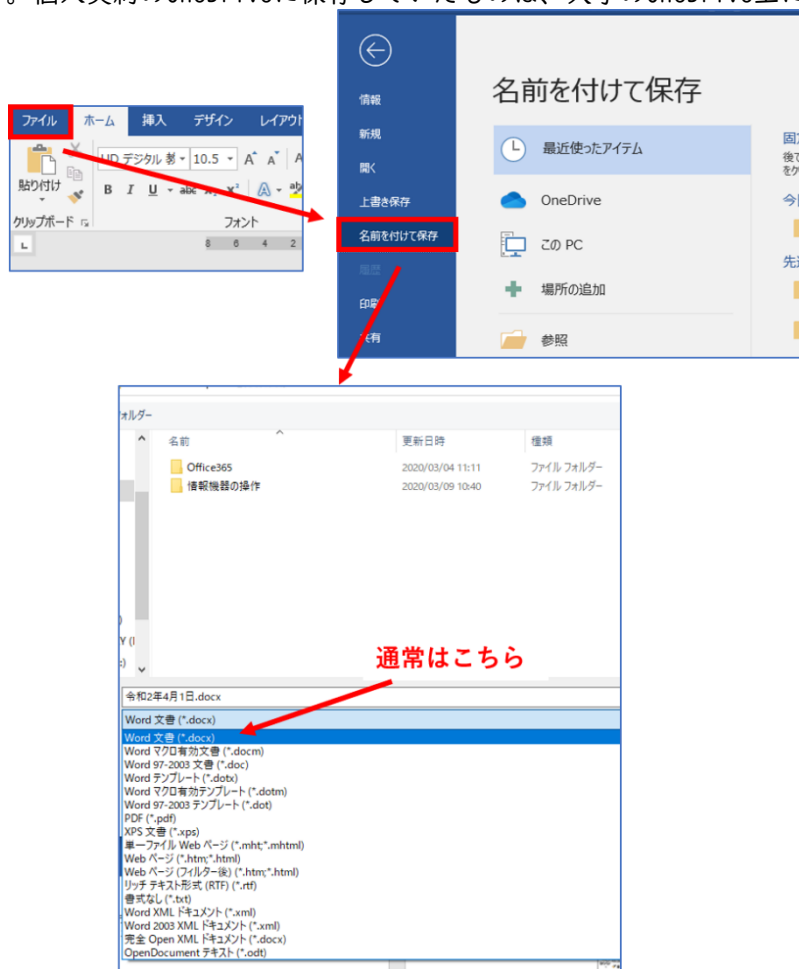 ファイル ホーム 挿入 デザイン レイアウト
10.5
貼り付け
B I U
クリップボード
フォント
8 6 4 2
情報
新規
開く
上書き保存
名前を付けて保存
印刷
共有
名前を付けて保存
最近使ったアイテム
OneDrive
この PC
場所の追加
参照
名前 更新日時 種類
Office365 2020/03/04 11:11 ファイル フォルダー
情報機器の操作 2020/03/09 10:40 ファイル フォルダー
通常はこちら
令和2年4月1日.docx
Word 文書 (*.docx)
Word 文書 (*.docx)
Word マクロ有効文書 (*.docm)
Word 97-2003 文書 (*.doc)
Word テンプレート (*.dotx)
Word マクロ有効テンプレート (*.dotm)
Word 97-2003 テンプレート (*.dot)
PDF (*.pdf)
XPS 文書 (*.xps)
単一ファイル Web ページ (*.mht;*.mhtml)
Web ページ (*.htm;*.html)
Web ページ (フィルター後) (*.htm;*.html)
リッチ テキスト形式 (RTF) (*.rtf)
書式なし (*.txt)
Word XML ドキュメント (*.xml)
Word 2003 XML ドキュメント (*.xml)
完全 Open XML ドキュメント (*.docx)
OpenDocument テキスト (*.odt)